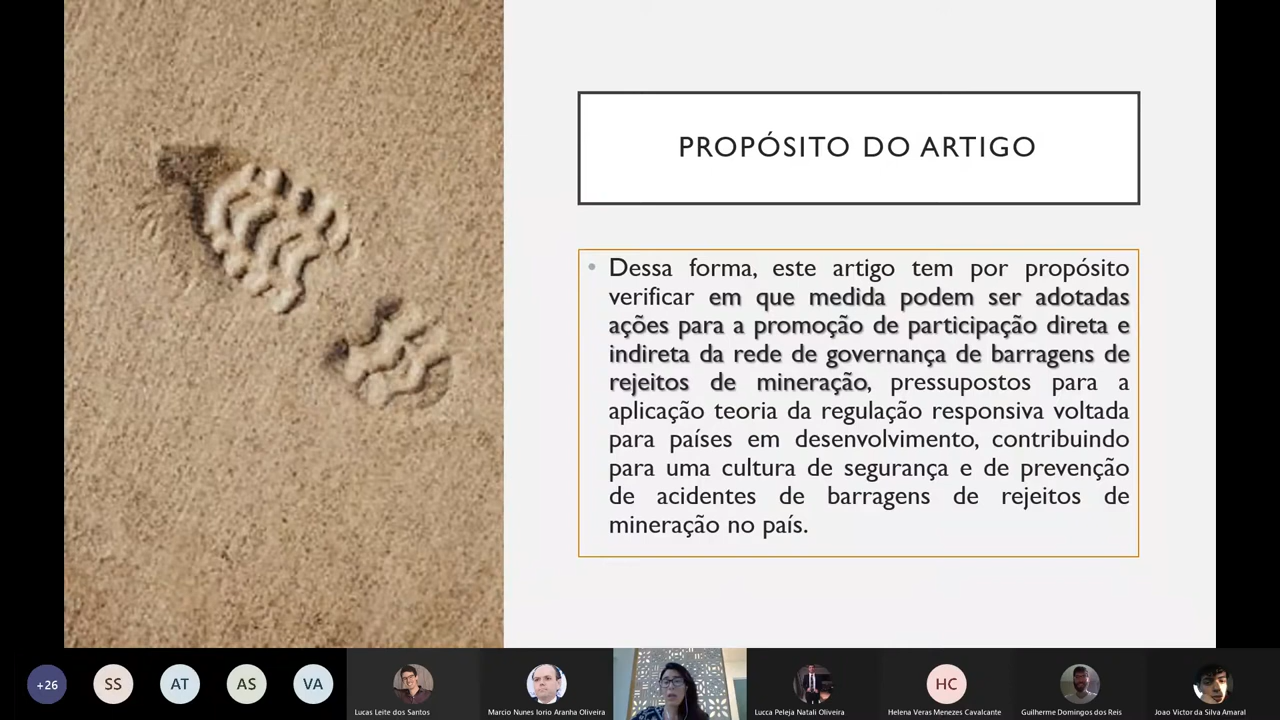 PROPÓSITO DO ARTIGO
• Dessa forma, este artigo tem por propósito
verificar em que medida podem ser adotadas
ações para a promoção de participação direta e
indireta da rede de governança de barragens de
rejeitos de mineração, pressupostos para a
aplicação teoria da regulação responsiva voltada
para países em desenvolvimento, contribuindo
para uma cultura de segurança e de prevenção
de acidentes de barragens de rejeitos de
mineração no país.
+26
SS
AT
AS
VA
Lucas Leite dos Santos
Marcio Nunes Iorio Aranha Oliveira
Lucca Peleja Natali Oliveira
HC
Helena Veras Menezes Cavalcante
Guilherme Domingos dos Reis
Joao Victor da Silva Amaral